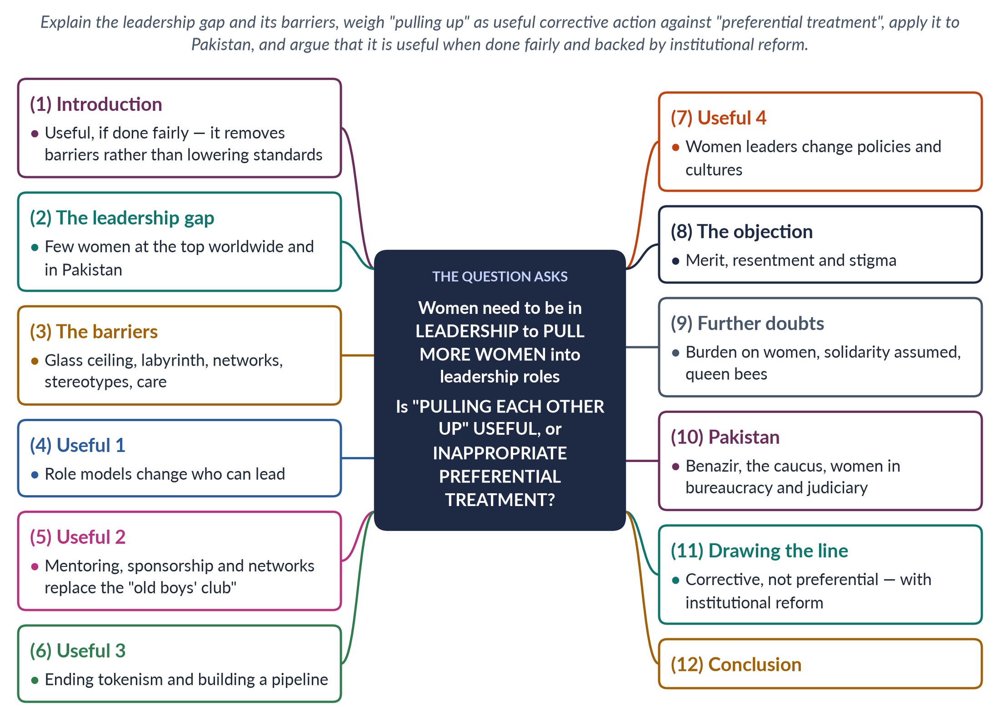 Explain the leadership gap and its barriers, weigh "pulling up" as useful corrective action against "preferential treatment", apply it to
Pakistan, and argue that it is useful when done fairly and backed by institutional reform.
(1) Introduction
● Useful, if done fairly — it removes
barriers rather than lowering standards
(2) The leadership gap
● Few women at the top worldwide and
in Pakistan
(3) The barriers
● Glass ceiling, labyrinth, networks,
stereotypes, care
(4) Useful 1
● Role models change who can lead
(5) Useful 2
● Mentoring, sponsorship and networks
replace the "old boys' club"
(6) Useful 3
● Ending tokenism and building a pipeline
THE QUESTION ASKS
Women need to be in
LEADERSHIP to PULL
MORE WOMEN into
leadership roles
Is "PULLING EACH OTHER
UP" USEFUL, or
INAPPROPRIATE
PREFERENTIAL
TREATMENT?
(7) Useful 4
● Women leaders change policies and
cultures
(8) The objection
● Merit, resentment and stigma
(9) Further doubts
● Burden on women, solidarity assumed,
queen bees
(10) Pakistan
● Benazir, the caucus, women in
bureaucracy and judiciary
(11) Drawing the line
● Corrective, not preferential — with
institutional reform
(12) Conclusion